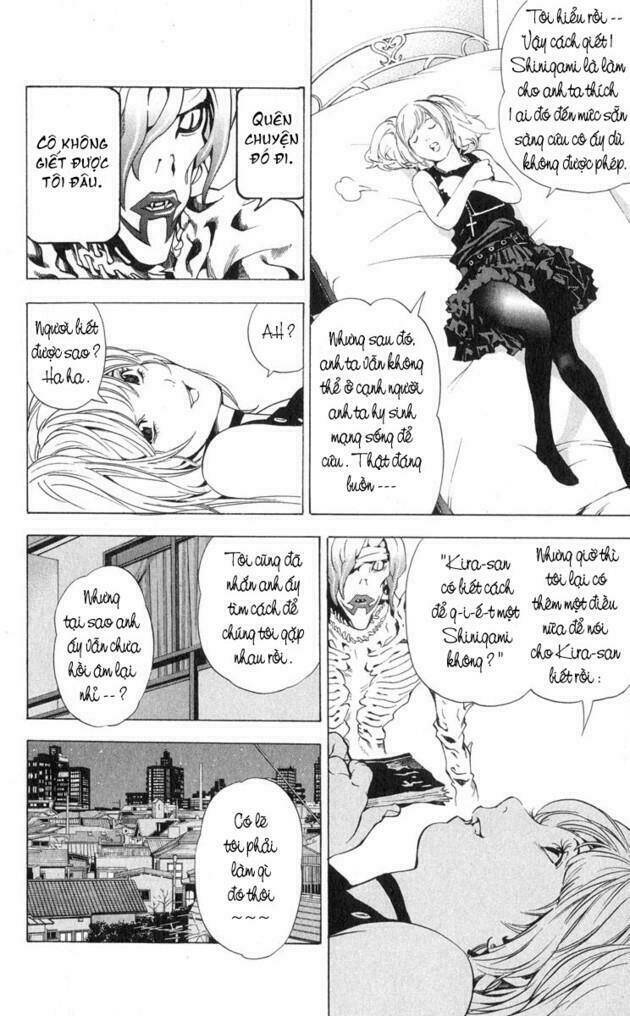 Tôi hiểu rồi --
Vậy cách giết 1
Shinigami là làm
cho anh ta thích
1 ai đó đến mức sẵn
sàng cứu cô ấy dù
không được phép.
Nhưng sau đó,
anh ta vẫn không
thể ở cạnh người
anh ta hy sinh
mạng sống để
cứu. Thật đáng
buồn ---
QUÊN
CHUYỆN
ĐÓ ĐI.
CÔ KHÔNG
GIẾT ĐƯỢC
TÔI ĐÂU.
AH?
Ngươi biết
được sao?
Ha ha.
Nhưng giờ thì
tôi lại có
thêm một điều
nữa để nói
cho Kira-san
biết rồi:
"Kira-san
có biết cách
để g-i-ế-t một
Shinigami
không?"
Tôi cũng đã
nhắn anh ấy
tìm cách để
chúng tôi gặp
nhau rồi.
Nhưng
tại sao anh
ấy vẫn chưa
hồi âm lại
nhỉ --?
Có lẽ
tôi phải
làm gì
đó thôi
~~~